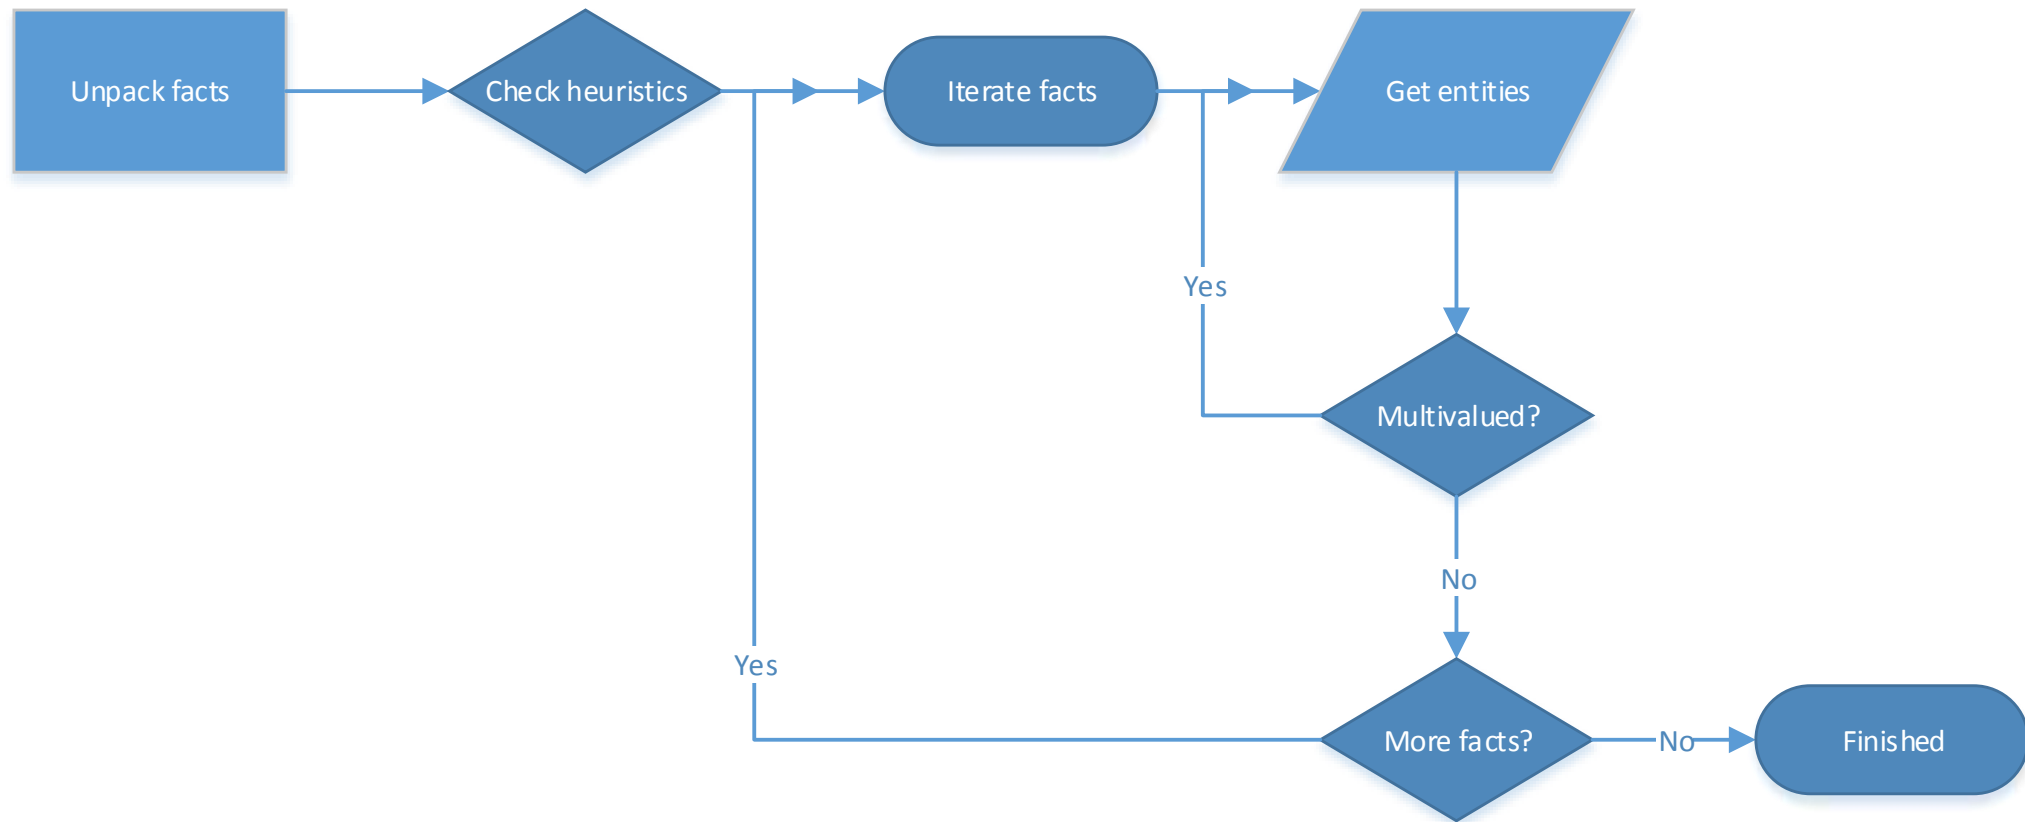 Unpack facts
Check heuristics
Iterate facts
Get entities
Yes
Multivalued?
No
Yes
More facts?
No
Finished